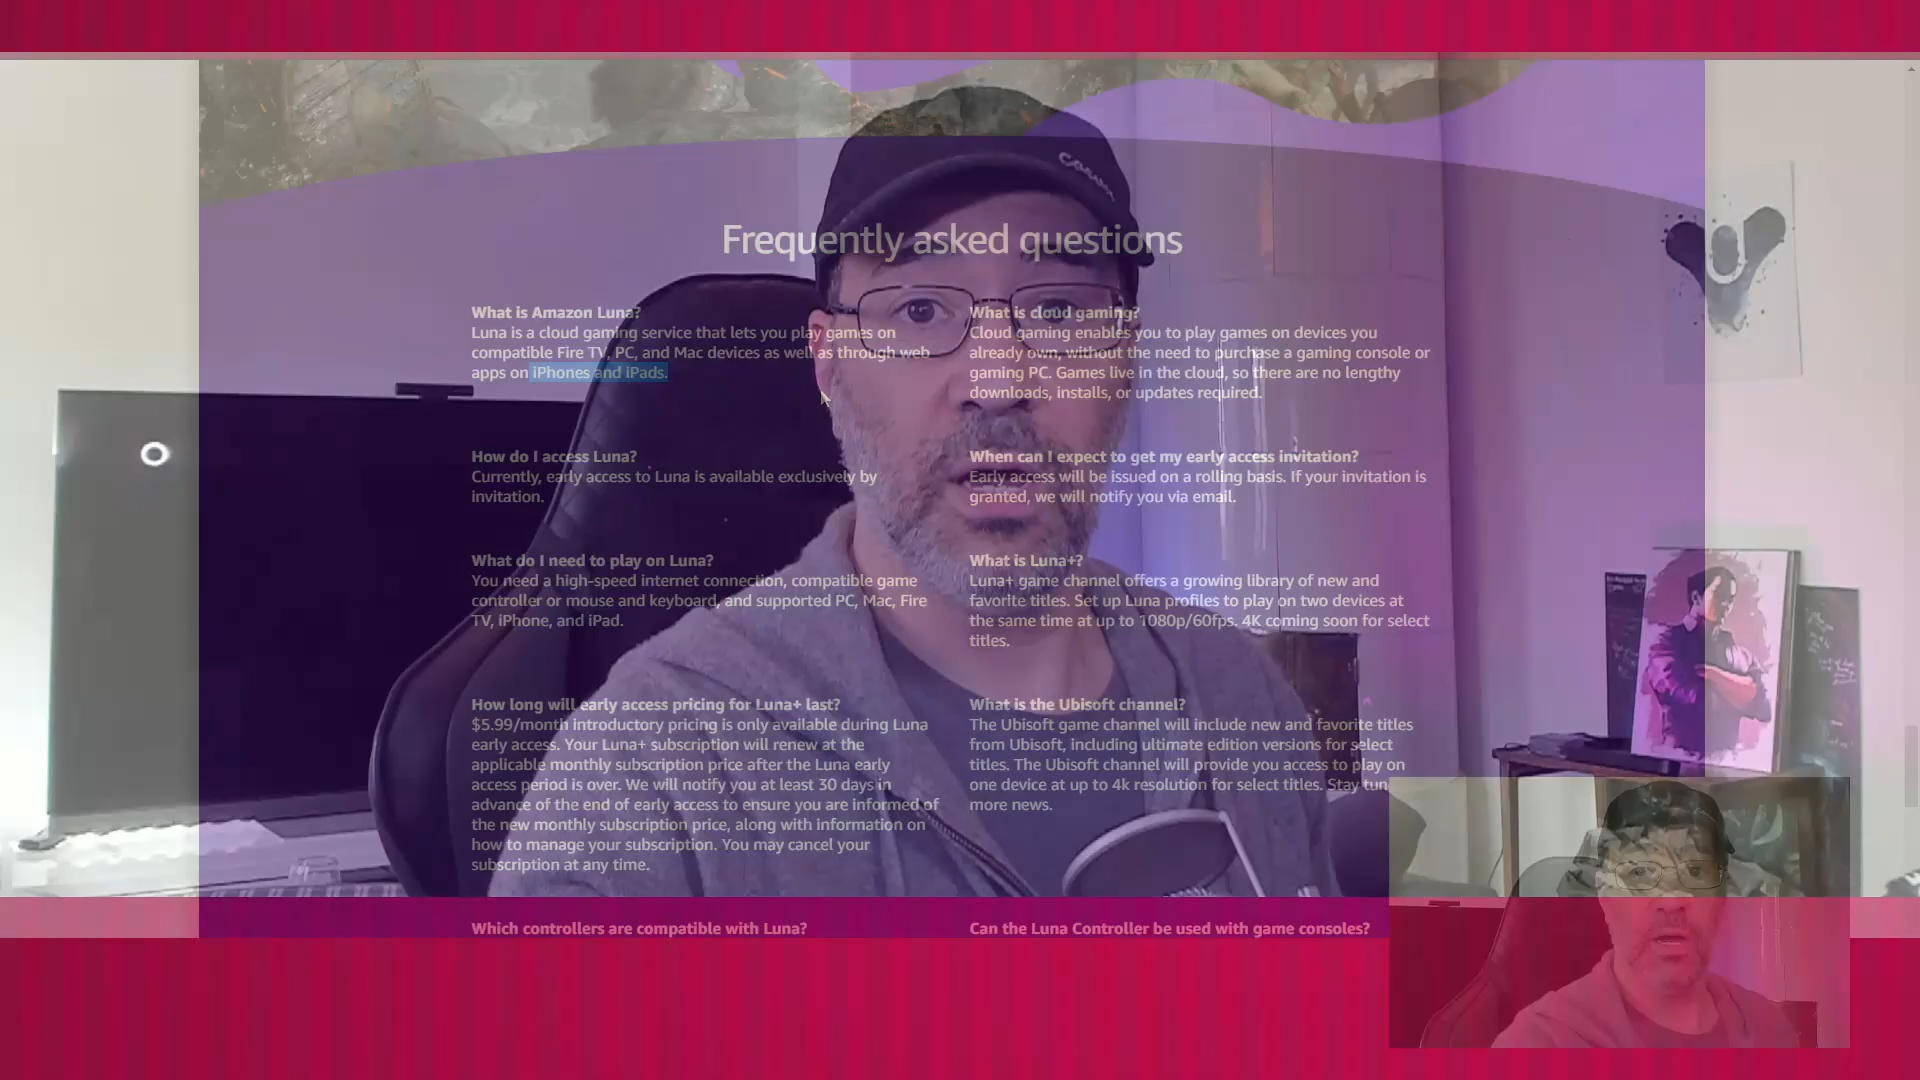 Frequently asked questions
What is Amazon Luna?
Luna is a cloud gaming service that lets you play games on
compatible Fire TV, PC, and Mac devices as well as through web
apps on iPhones and iPads.
What is cloud gaming?
Cloud gaming enables you to play games on devices you
already own, without the need to purchase a gaming console or
gaming PC. Games live in the cloud, so there are no lengthy
downloads, installs, or updates required.
How do I access Luna?
Currently, early access to Luna is available exclusively by
invitation.
When can I expect to get my early access invitation?
Early access will be issued on a rolling basis. If your invitation is
granted, we will notify you via email.
What do I need to play on Luna?
You need a high-speed internet connection, compatible game
controller or mouse and keyboard, and supported PC, Mac, Fire
TV, iPhone, and iPad.
What is Luna+?
Luna+ game channel offers a growing library of new and
favorite titles. Set up Luna profiles to play on two devices at
the same time at up to 1080p/60fps. 4K coming soon for select
titles.
How long will early access pricing for Luna+ last?
$5.99/month introductory pricing is only available during Luna
early access. Your Luna+ subscription will renew at the
applicable monthly subscription price after the Luna early
access period is over. We will notify you at least 30 days in
advance of the end of early access to ensure you are informed of
the new monthly subscription price, along with information on
how to manage your subscription. You may cancel your
subscription at any time.
What is the Ubisoft channel?
The Ubisoft game channel will include new and favorite titles
from Ubisoft, including ultimate edition versions for select
titles. The Ubisoft channel will provide you access to play on
one device at up to 4k resolution for select titles. Stay tun
more news.
Which controllers are compatible with Luna?
Can the Luna Controller be used with game consoles?